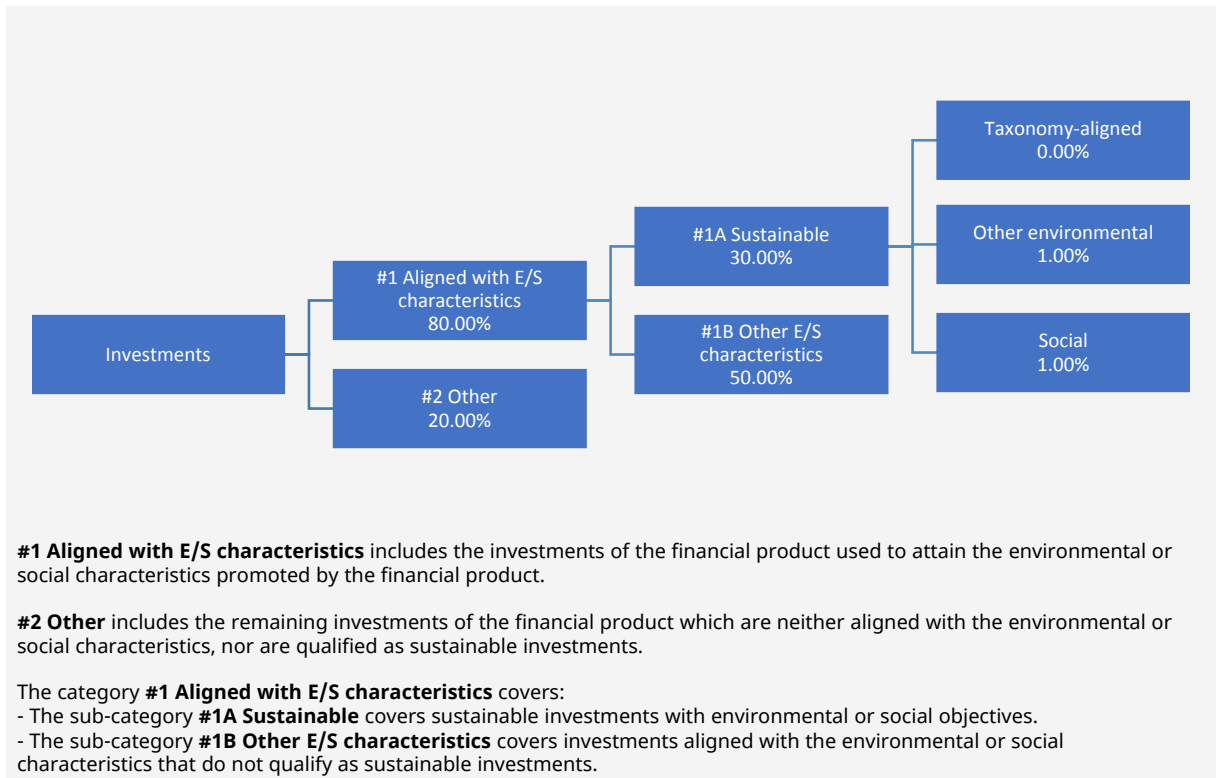 Investments
#1 Aligned with E/S
characteristics
80.00%
#2 Other
20.00%
#1A Sustainable
30.00%
#1B Other E/S
characteristics
50.00%
Taxonomy-aligned
0.00%
Other environmental
1.00%
Social
1.00%
#1 Aligned with E/S characteristics includes the investments of the financial product used to attain the environmental or
social characteristics promoted by the financial product.
#2 Other includes the remaining investments of the financial product which are neither aligned with the environmental or
social characteristics, nor are qualified as sustainable investments.
The category #1 Aligned with E/S characteristics covers:
- The sub-category #1A Sustainable covers sustainable investments with environmental or social objectives.
- The sub-category #1B Other E/S characteristics covers investments aligned with the environmental or social
characteristics that do not qualify as sustainable investments.